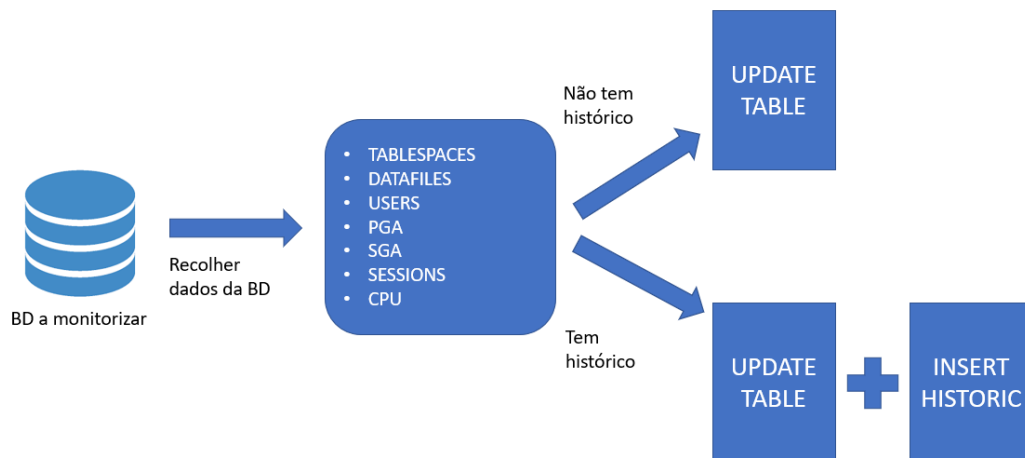 BD a monitorizar
Recolher
dados da BD
• TABLESPACES
• DATAFILES
• USERS
• PGA
• SGA
• SESSIONS
• CPU
Não tem
histórico
UPDATE
TABLE
Tem
histórico
UPDATE
TABLE
INSERT
HISTORIC